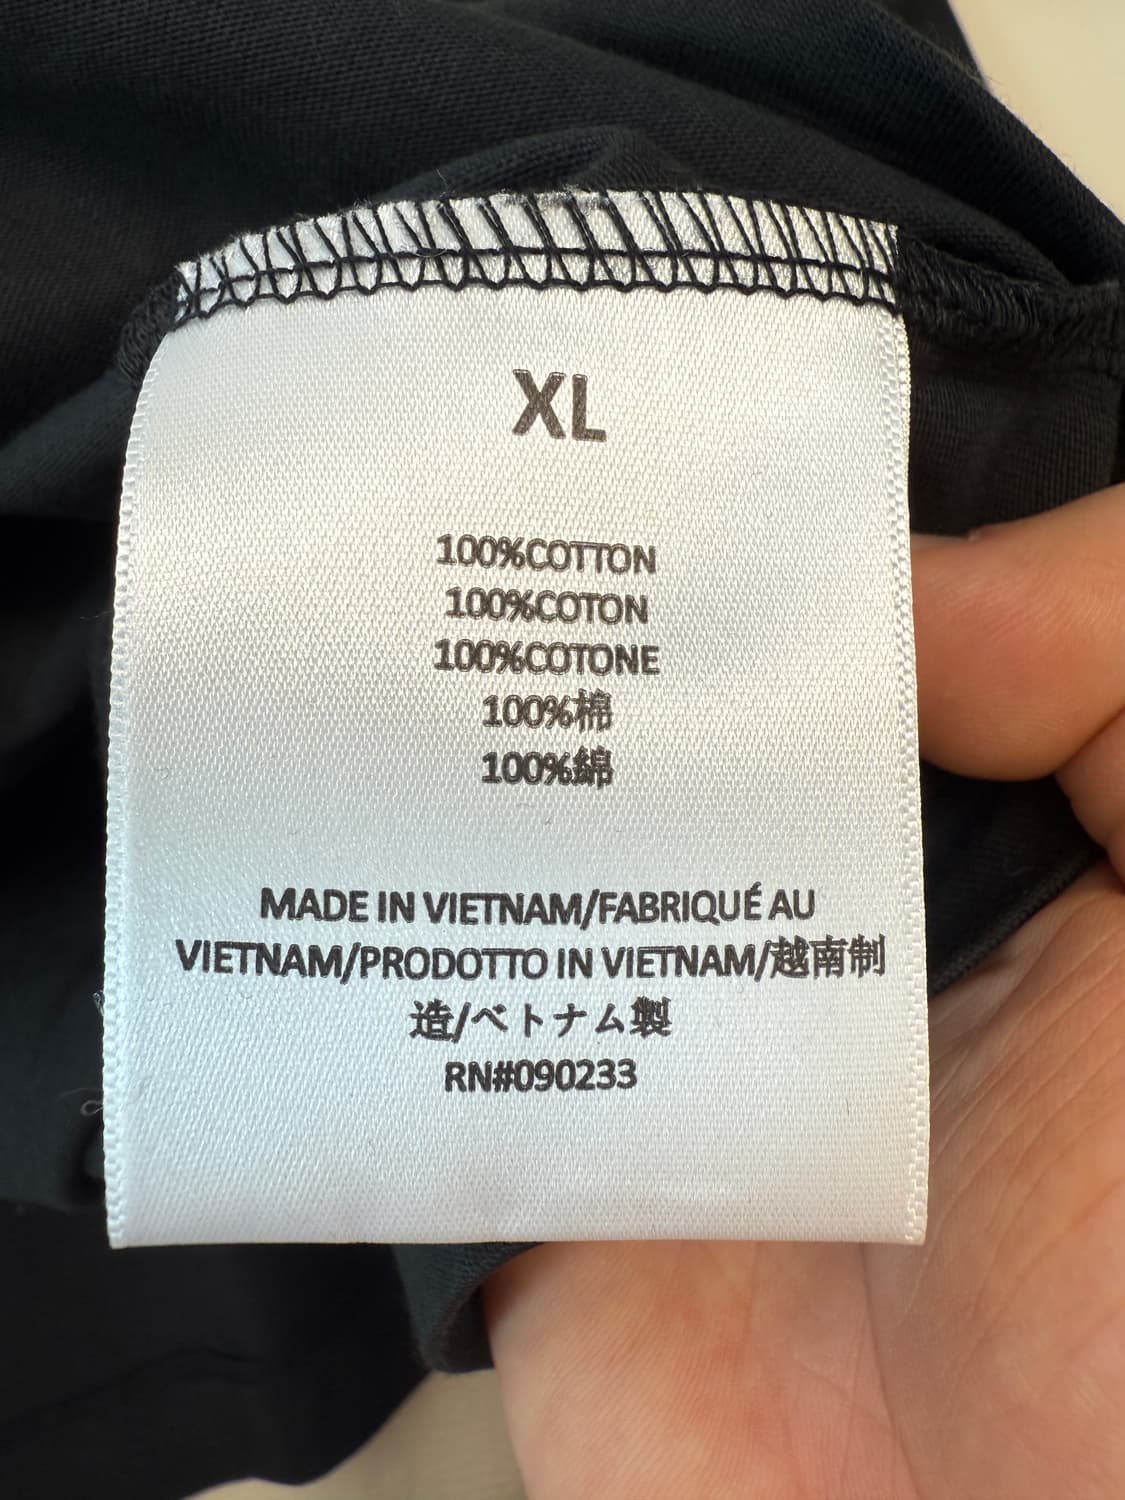 XL
100%COTTON
100%COTON
100%COTONE
100%棉
100%綿
MADE IN VIETNAM/FABRIQUÉ AU
VIETNAM/PRODOTTO IN VIETNAM/越南制
造/ベトナム製
RN#090233